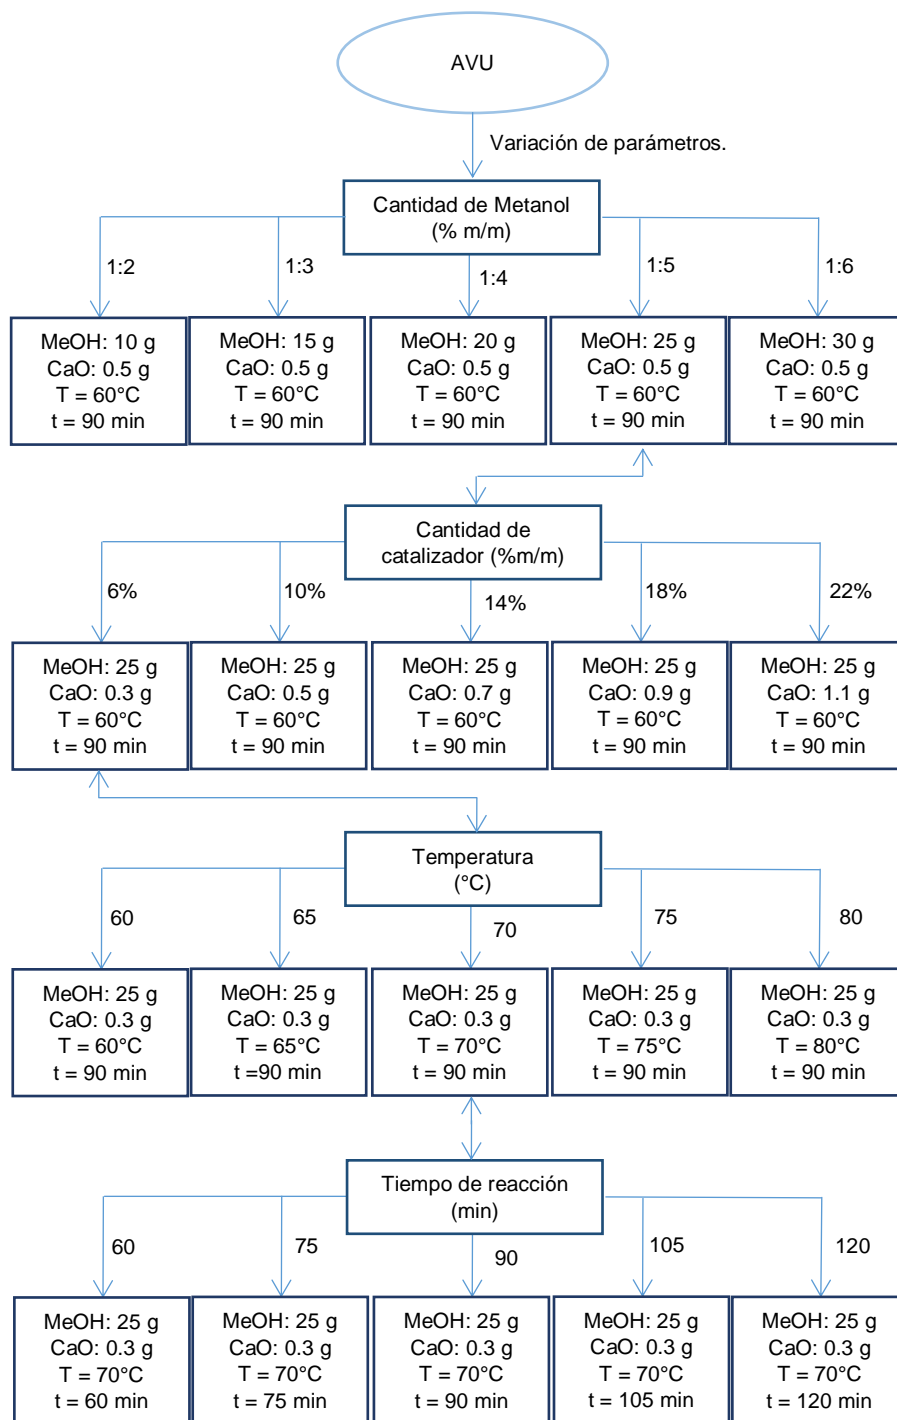 AVU
Variación de parámetros.
Cantidad de Metanol
(% m/m)
1:2
1:3
1:4
1:5
1:6
MeOH: 10 g
CaO: 0.5 g
T = 60°C
t = 90 min
MeOH: 15 g
CaO: 0.5 g
T = 60°C
t = 90 min
MeOH: 20 g
CaO: 0.5 g
T = 60°C
t = 90 min
MeOH: 25 g
CaO: 0.5 g
T = 60°C
t = 90 min
MeOH: 30 g
CaO: 0.5 g
T = 60°C
t = 90 min
Cantidad de
catalizador (%m/m)
6%
10%
14%
18%
22%
MeOH: 25 g
CaO: 0.3 g
T = 60°C
t = 90 min
MeOH: 25 g
CaO: 0.5 g
T = 60°C
t = 90 min
MeOH: 25 g
CaO: 0.7 g
T = 60°C
t = 90 min
MeOH: 25 g
CaO: 0.9 g
T = 60°C
t = 90 min
MeOH: 25 g
CaO: 1.1 g
T = 60°C
t = 90 min
Temperatura
(°C)
60
65
70
75
80
MeOH: 25 g
CaO: 0.3 g
T = 60°C
t = 90 min
MeOH: 25 g
CaO: 0.3 g
T = 65°C
t =90 min
MeOH: 25 g
CaO: 0.3 g
T = 70°C
t = 90 min
MeOH: 25 g
CaO: 0.3 g
T = 75°C
t = 90 min
MeOH: 25 g
CaO: 0.3 g
T = 80°C
t = 90 min
Tiempo de reacción
(min)
60
75
90
105
120
MeOH: 25 g
CaO: 0.3 g
T = 70°C
t = 60 min
MeOH: 25 g
CaO: 0.3 g
T = 70°C
t = 75 min
MeOH: 25 g
CaO: 0.3 g
T = 70°C
t = 90 min
MeOH: 25 g
CaO: 0.3 g
T = 70°C
t = 105 min
MeOH: 25 g
CaO: 0.3 g
T = 70°C
t = 120 min